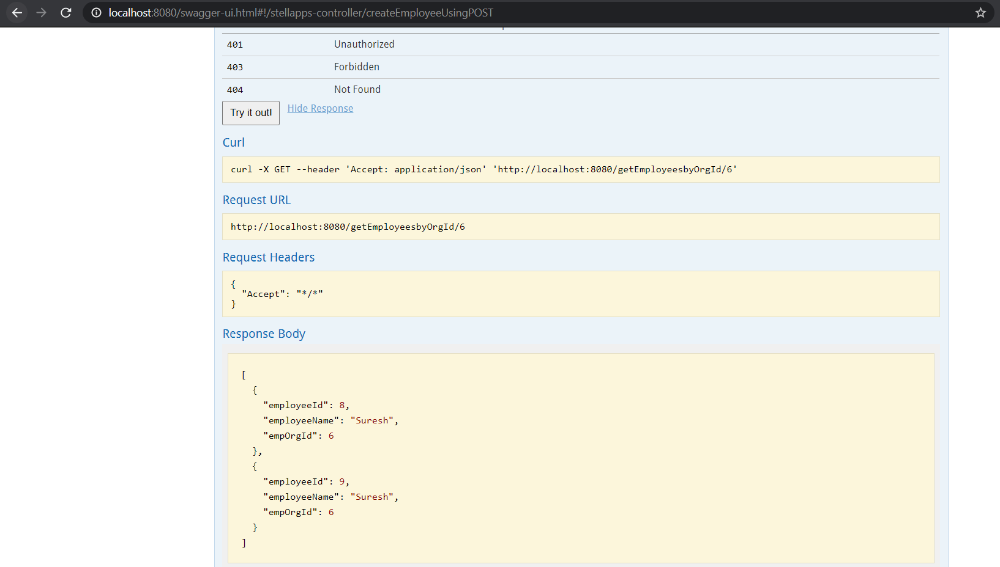 localhost:8080/swagger-ui.html#!/stellapps-controller/createEmployeeUsingPOST
401 Unauthorized
403 Forbidden
404 Not Found
Try it out! Hide Response
Curl
curl -X GET --header 'Accept: application/json' 'http://localhost:8080/getEmployeesbyOrgId/6'
Request URL
http://localhost:8080/getEmployeesbyOrgId/6
Request Headers
{
"Accept": "*/*"
}
Response Body
[
{
"employeeId": 8,
"employeeName": "Suresh",
"empOrgId": 6
},
{
"employeeId": 9,
"employeeName": "Suresh",
"empOrgId": 6
}
]